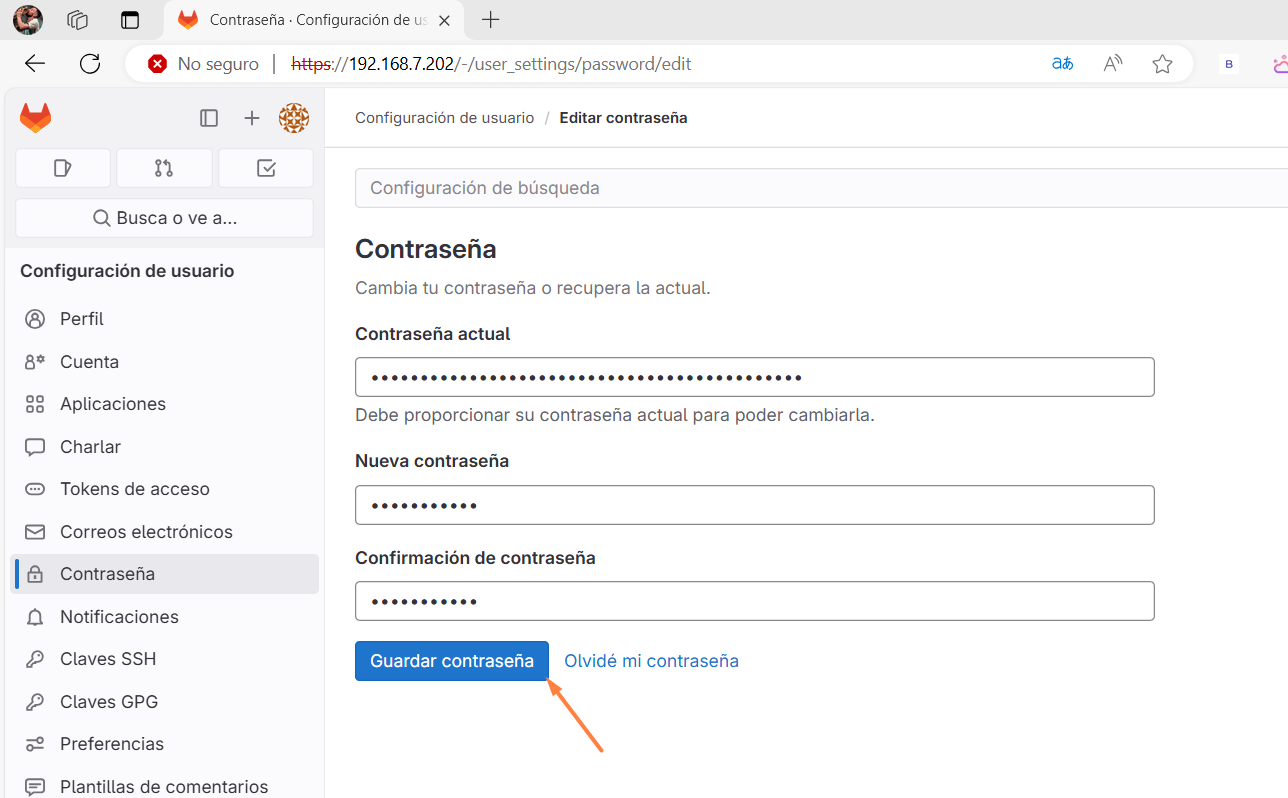 Contraseña · Configuración de us
No seguro
https://192.168.7.202/-/user_settings/password/edit
aあ
A
B
Configuración de usuario / Editar contraseña
Busca o ve a...
Configuración de búsqueda
Configuración de usuario
Perfil
Cuenta
Aplicaciones
Charlar
Tokens de acceso
Correos electrónicos
Contraseña
Notificaciones
Claves SSH
Claves GPG
Preferencias
Plantillas de comentarios
Contraseña
Cambia tu contraseña o recupera la actual.
Contraseña actual
••••••••••••••••••••••••••••••••••••••••••••
Debe proporcionar su contraseña actual para poder cambiarla.
Nueva contraseña
•••••••••••
Confirmación de contraseña
•••••••••••
Guardar contraseña
Olvidé mi contraseña